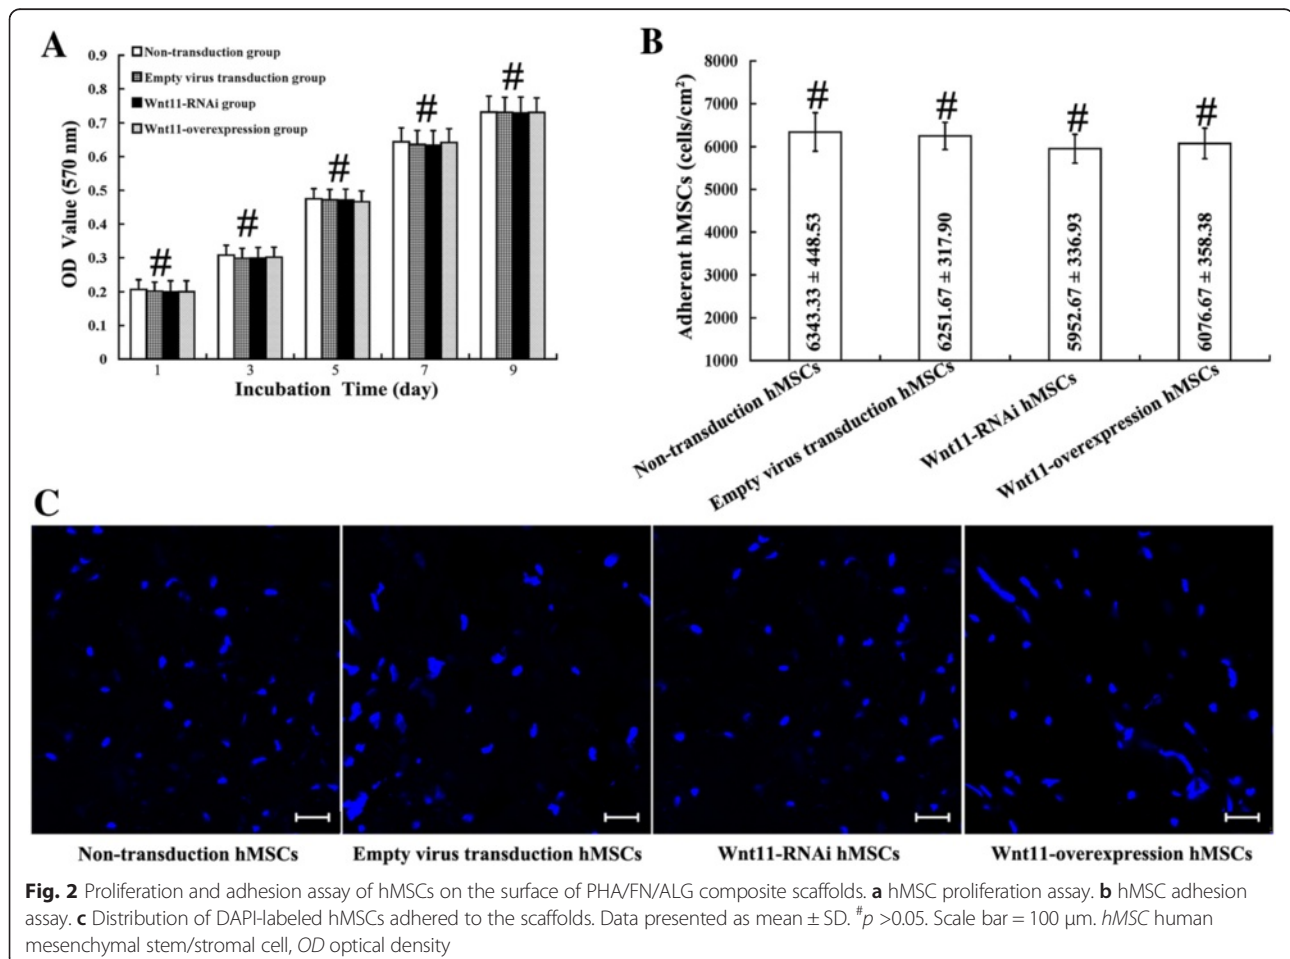 A
0.9
0.8
0.7
0.6
0.5
0.4
0.3
0.2
0.1
0
OD Value (570 nm)
Non-transduction group
Empty virus transduction group
Wnt11-RNAi group
Wnt11-overexpression group
# # # # #
1 3 5 7 9
Incubation Time (day)
B
8000
7000
6000
5000
4000
3000
2000
1000
Adherent hMSCs (cells/cm²)
# # # #
6343.33 ± 448.53
6251.67 ± 317.90
5952.67 ± 336.93
6076.67 ± 358.38
Non-transduction hMSCs
Empty virus transduction hMSCs
Wnt11-RNAi hMSCs
Wnt11-overexpression hMSCs
C
Non-transduction hMSCs Empty virus transduction hMSCs Wnt11-RNAi hMSCs Wnt11-overexpression hMSCs
Fig. 2 Proliferation and adhesion assay of hMSCs on the surface of PHA/FN/ALG composite scaffolds. a hMSC proliferation assay. b hMSC adhesion
assay. c Distribution of DAPI-labeled hMSCs adhered to the scaffolds. Data presented as mean ± SD. #p >0.05. Scale bar = 100 μm. hMSC human
mesenchymal stem/stromal cell, OD optical density